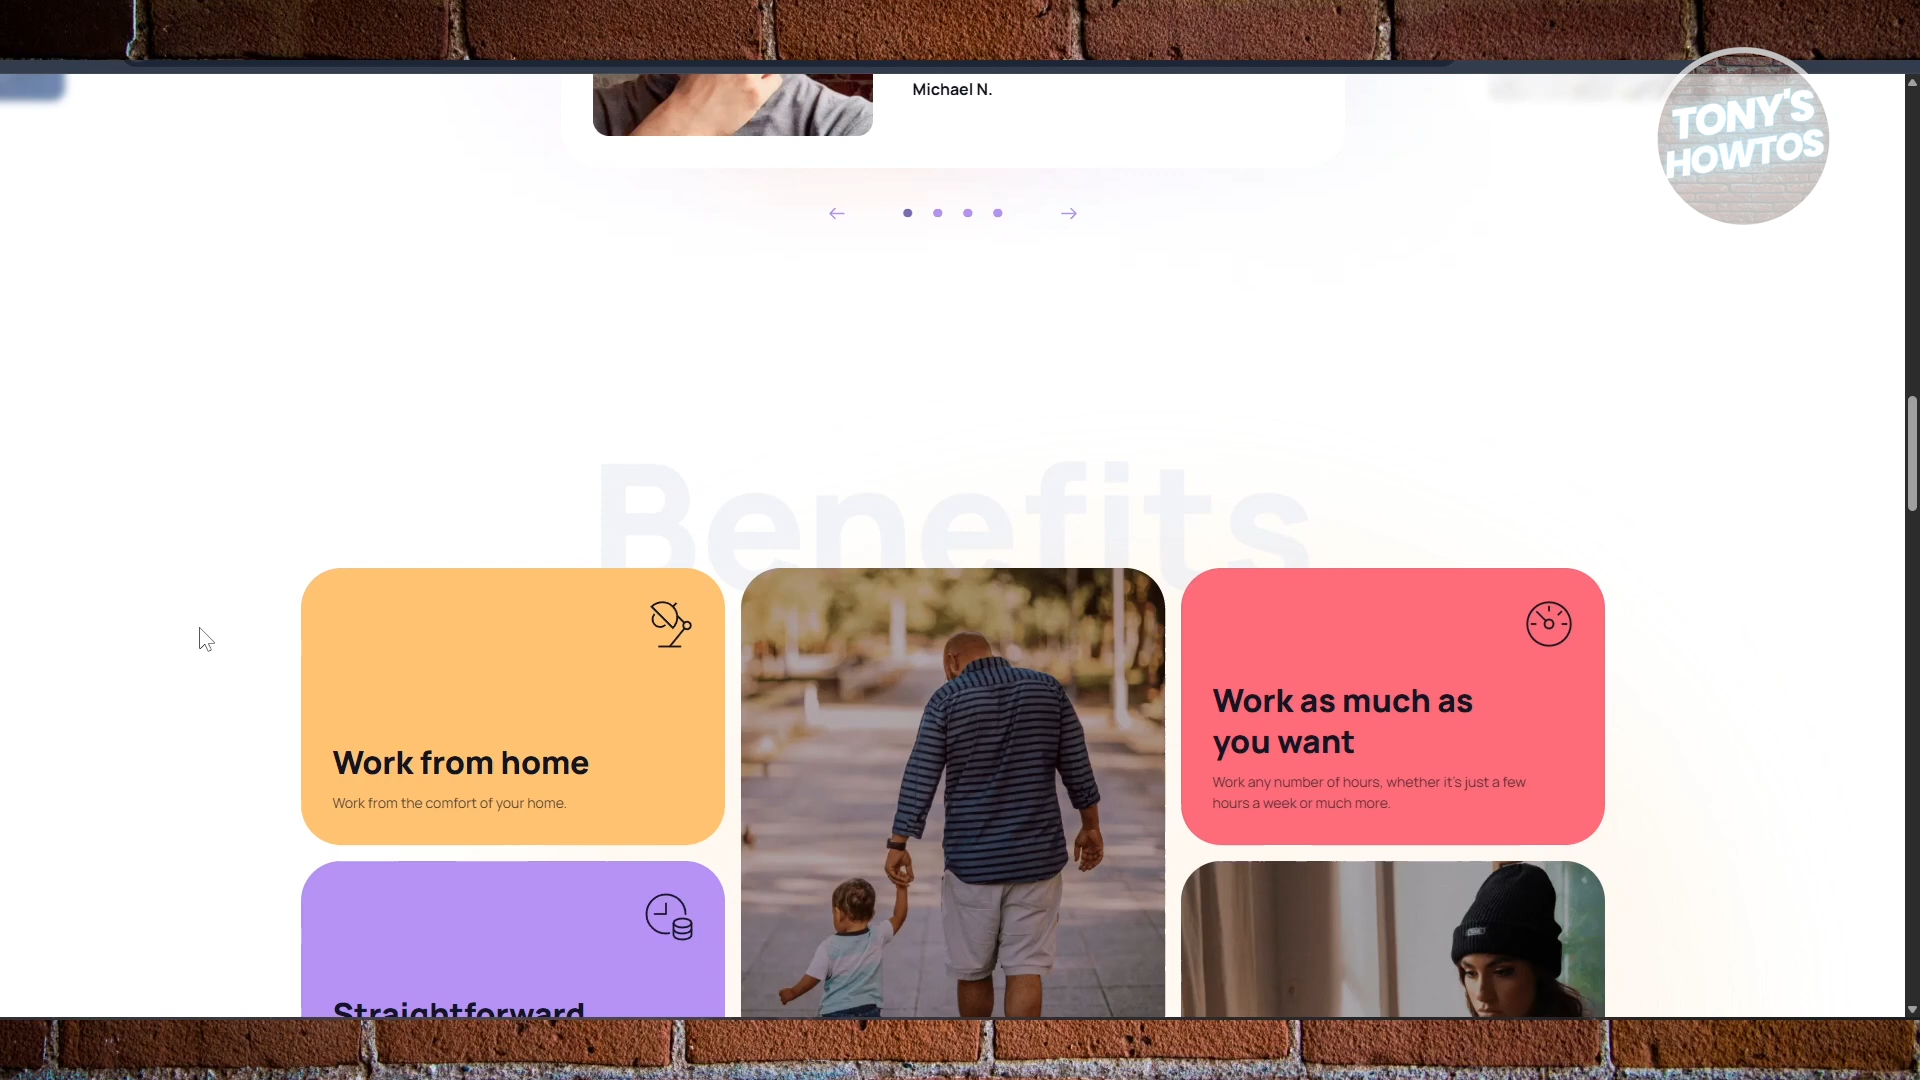 Michael N.
TONY'S
HOWTOS
Benefits
Work from home
Work from the comfort of your home.
Work as much as
you want
Work any number of hours, whether it's just a few
hours a week or much more.
Straightforward